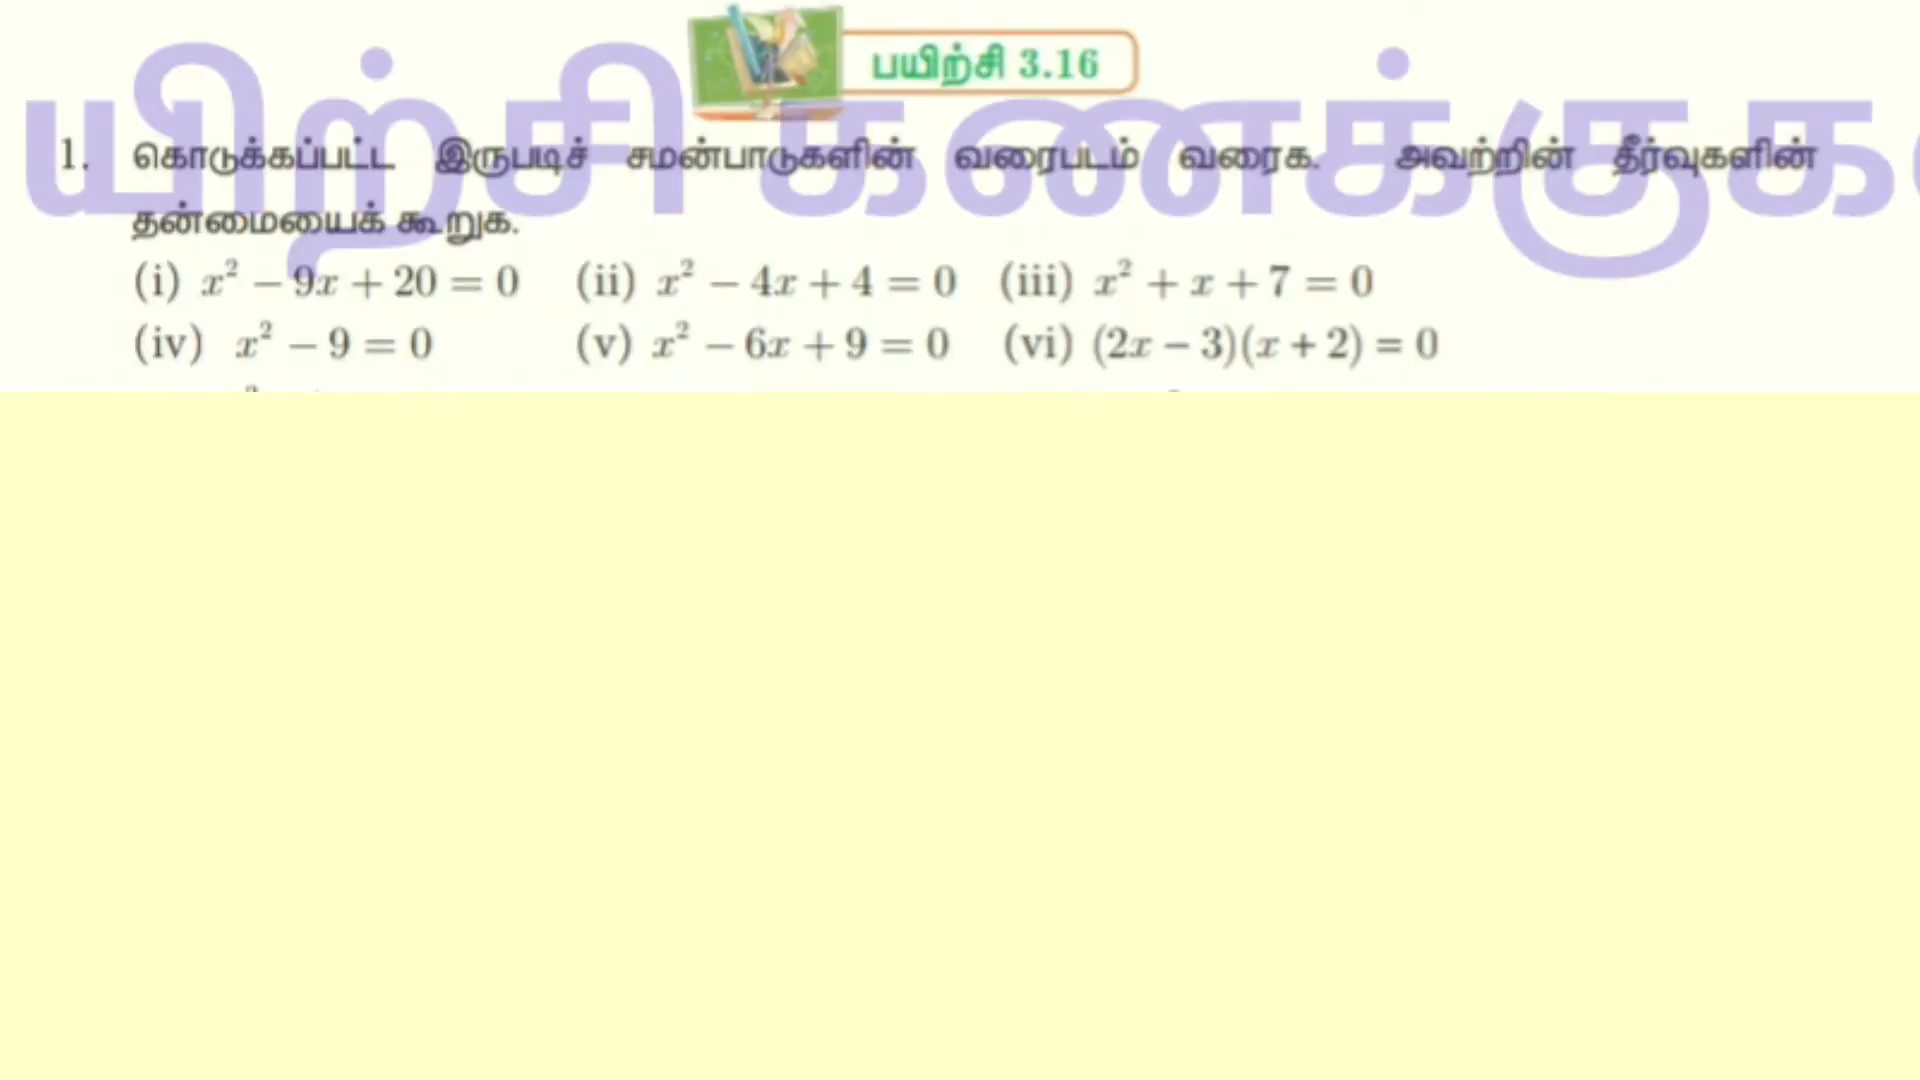 பயிற்சி 3.16
யிற்சி கணக்குக
1. கொடுக்கப்பட்ட இருபடிச் சமன்பாடுகளின் வரைபடம் வரைக. அவற்றின் தீர்வுகளின்
தன்மையைக் கூறுக.
(i) x² − 9x + 20 = 0 (ii) x² − 4x + 4 = 0 (iii) x² + x + 7 = 0
(iv) x² − 9 = 0 (v) x² − 6x + 9 = 0 (vi) (2x − 3)(x + 2) = 0